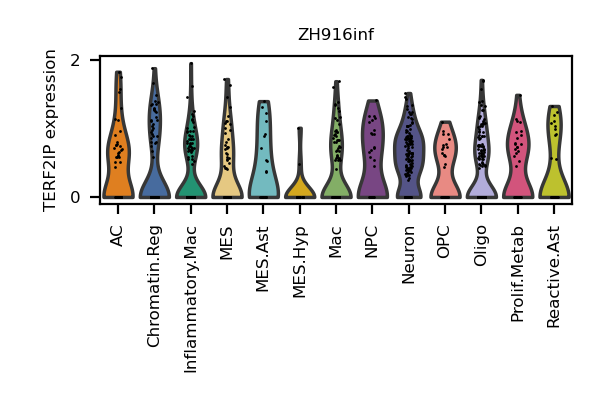 ZH916inf
TERF2IP expression
2
0
AC
Chromatin.Reg
Inflammatory.Mac
MES
MES.Ast
MES.Hyp
Mac
NPC
Neuron
OPC
Oligo
Prolif.Metab
Reactive.Ast